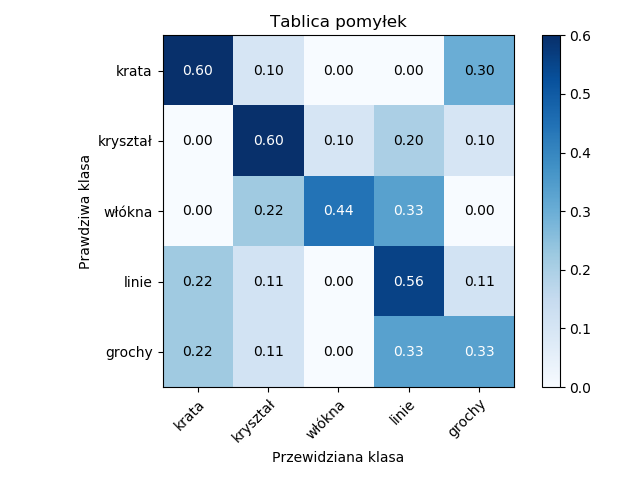 Tablica pomyłek
Prawdziwa klasa
krata 0.60 0.10 0.00 0.00 0.30
kryształ 0.00 0.60 0.10 0.20 0.10
włókna 0.00 0.22 0.44 0.33 0.00
linie 0.22 0.11 0.00 0.56 0.11
grochy 0.22 0.11 0.00 0.33 0.33
krata kryształ włókna linie grochy
Przewidziana klasa
0.6
0.5
0.4
0.3
0.2
0.1
0.0